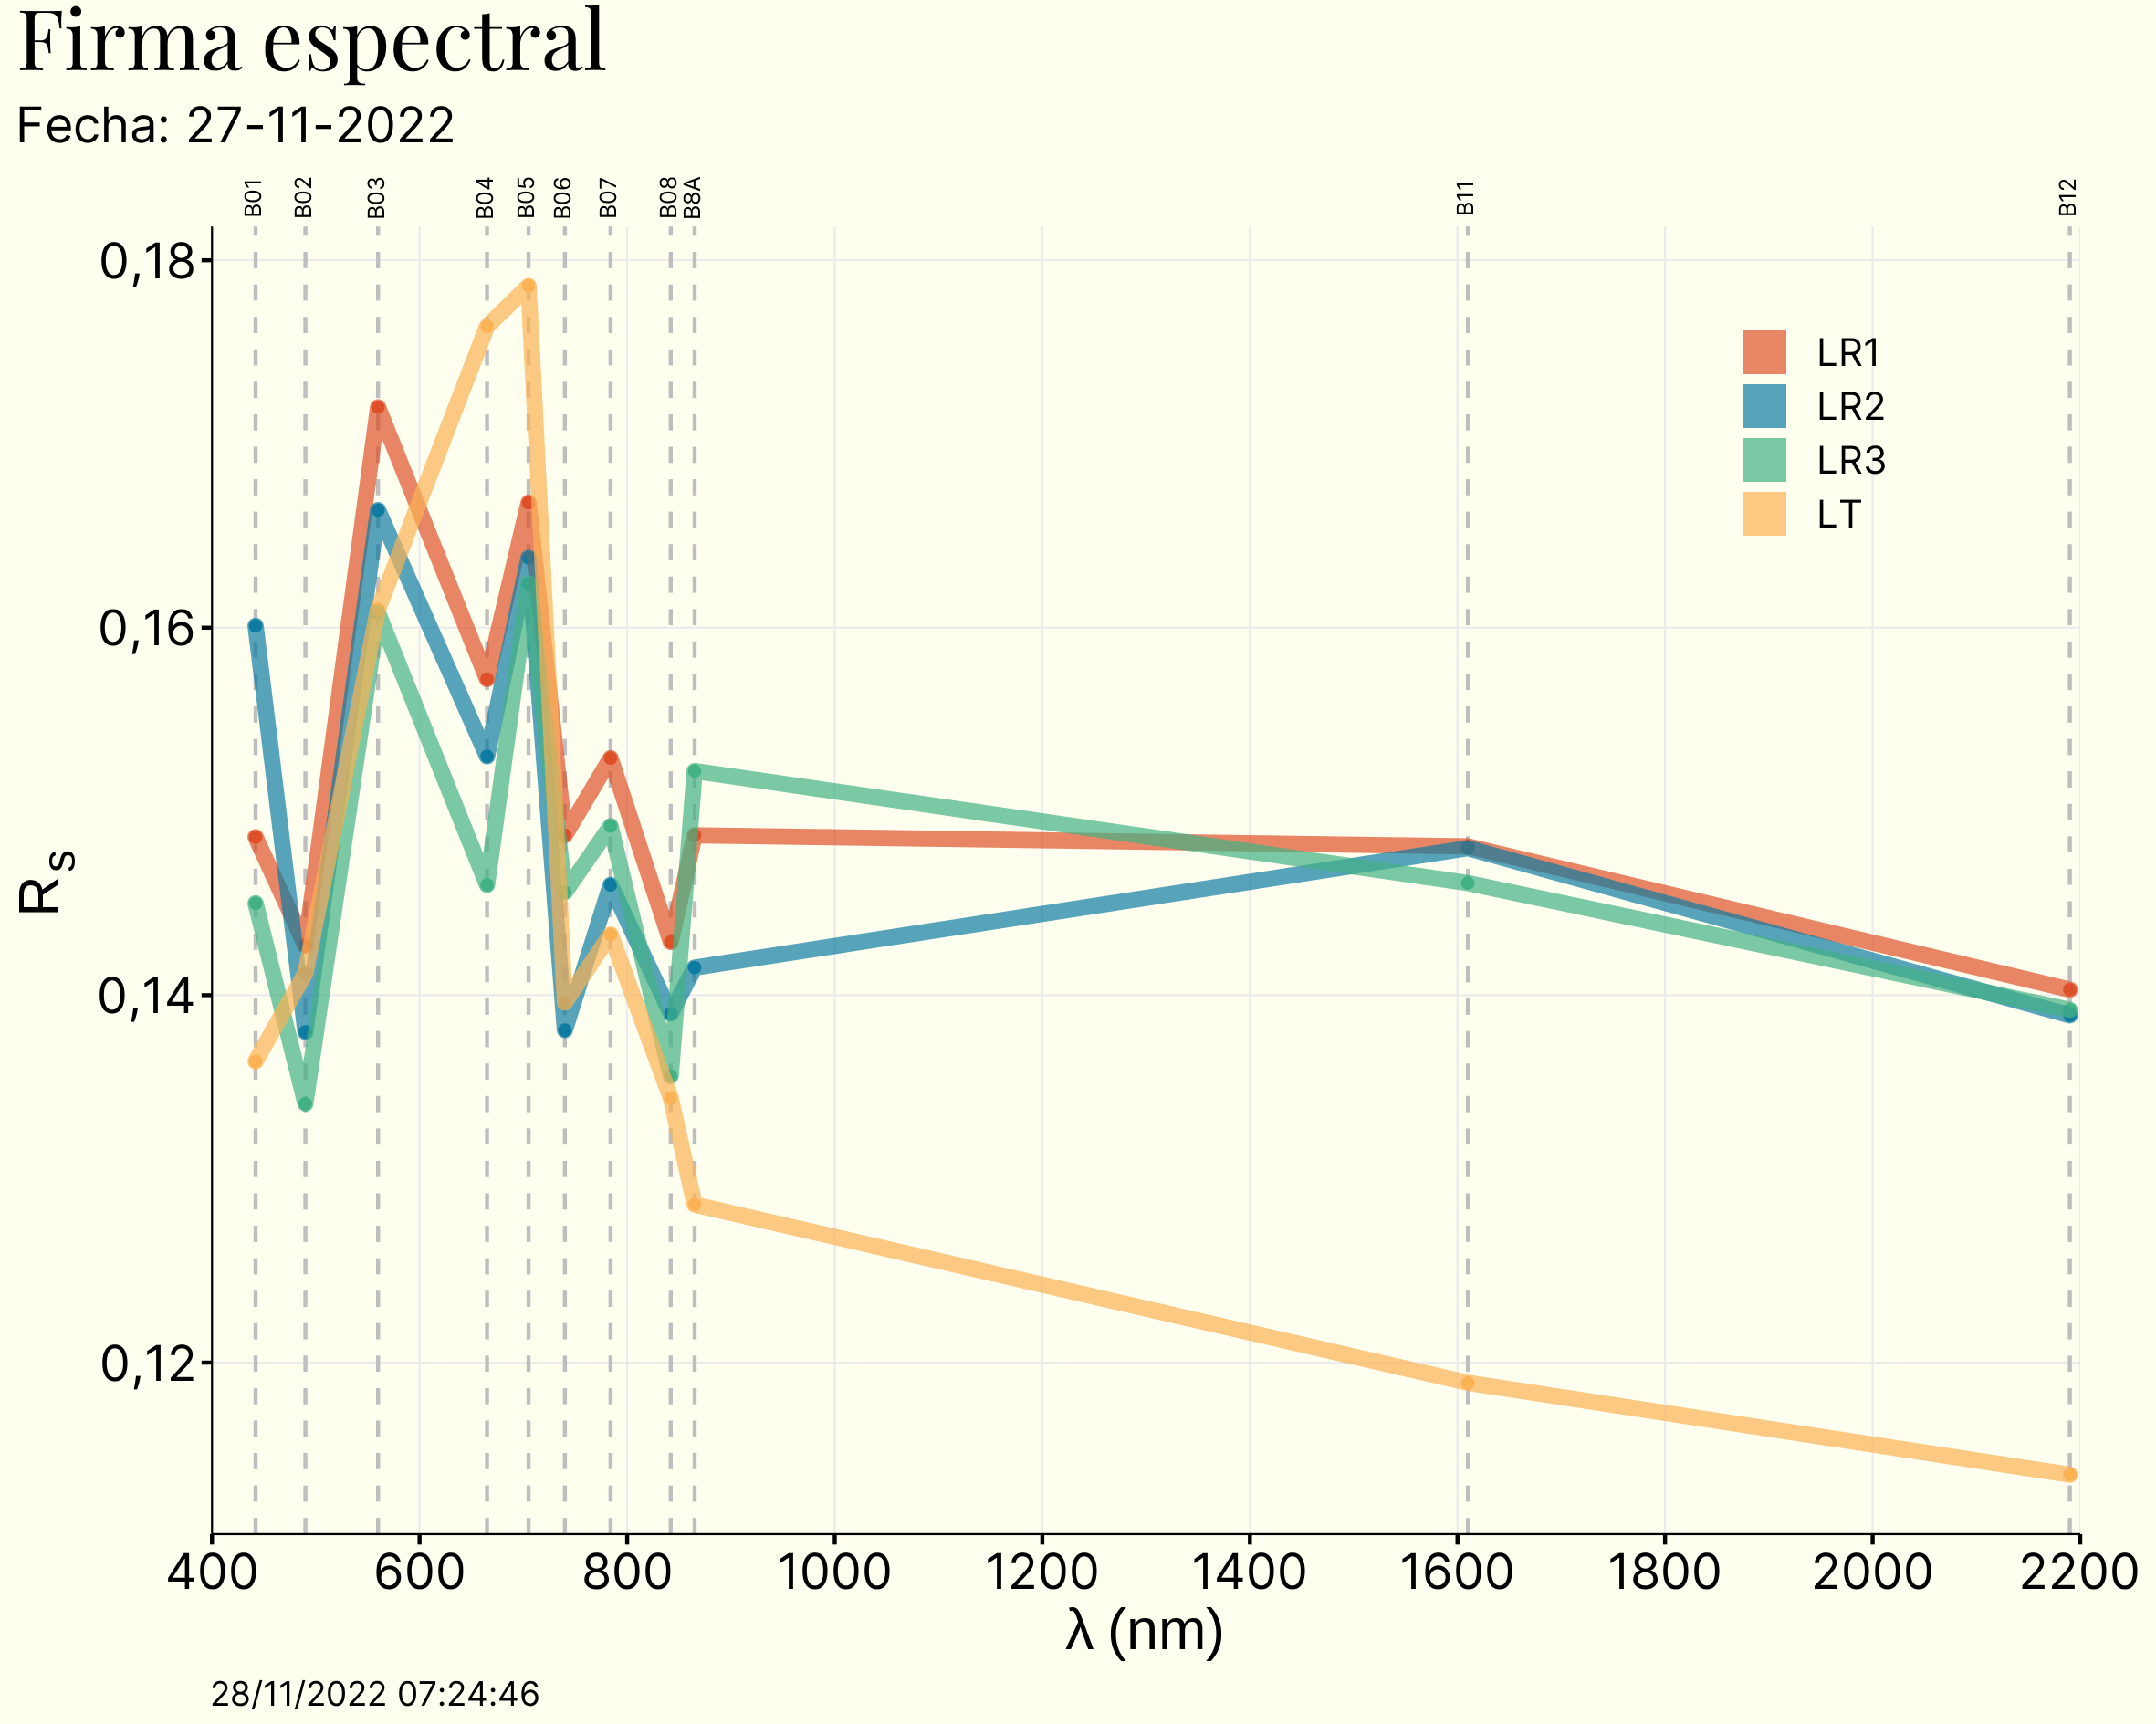 Firma espectral
Fecha: 27-11-2022
B01 B02 B03 B04 B05 B06 B07 B08 B8A B11 B12
0,18
0,16
0,14
0,12
Rs
LR1
LR2
LR3
LT
400 600 800 1000 1200 1400 1600 1800 2000 2200
λ (nm)
28/11/2022 07:24:46